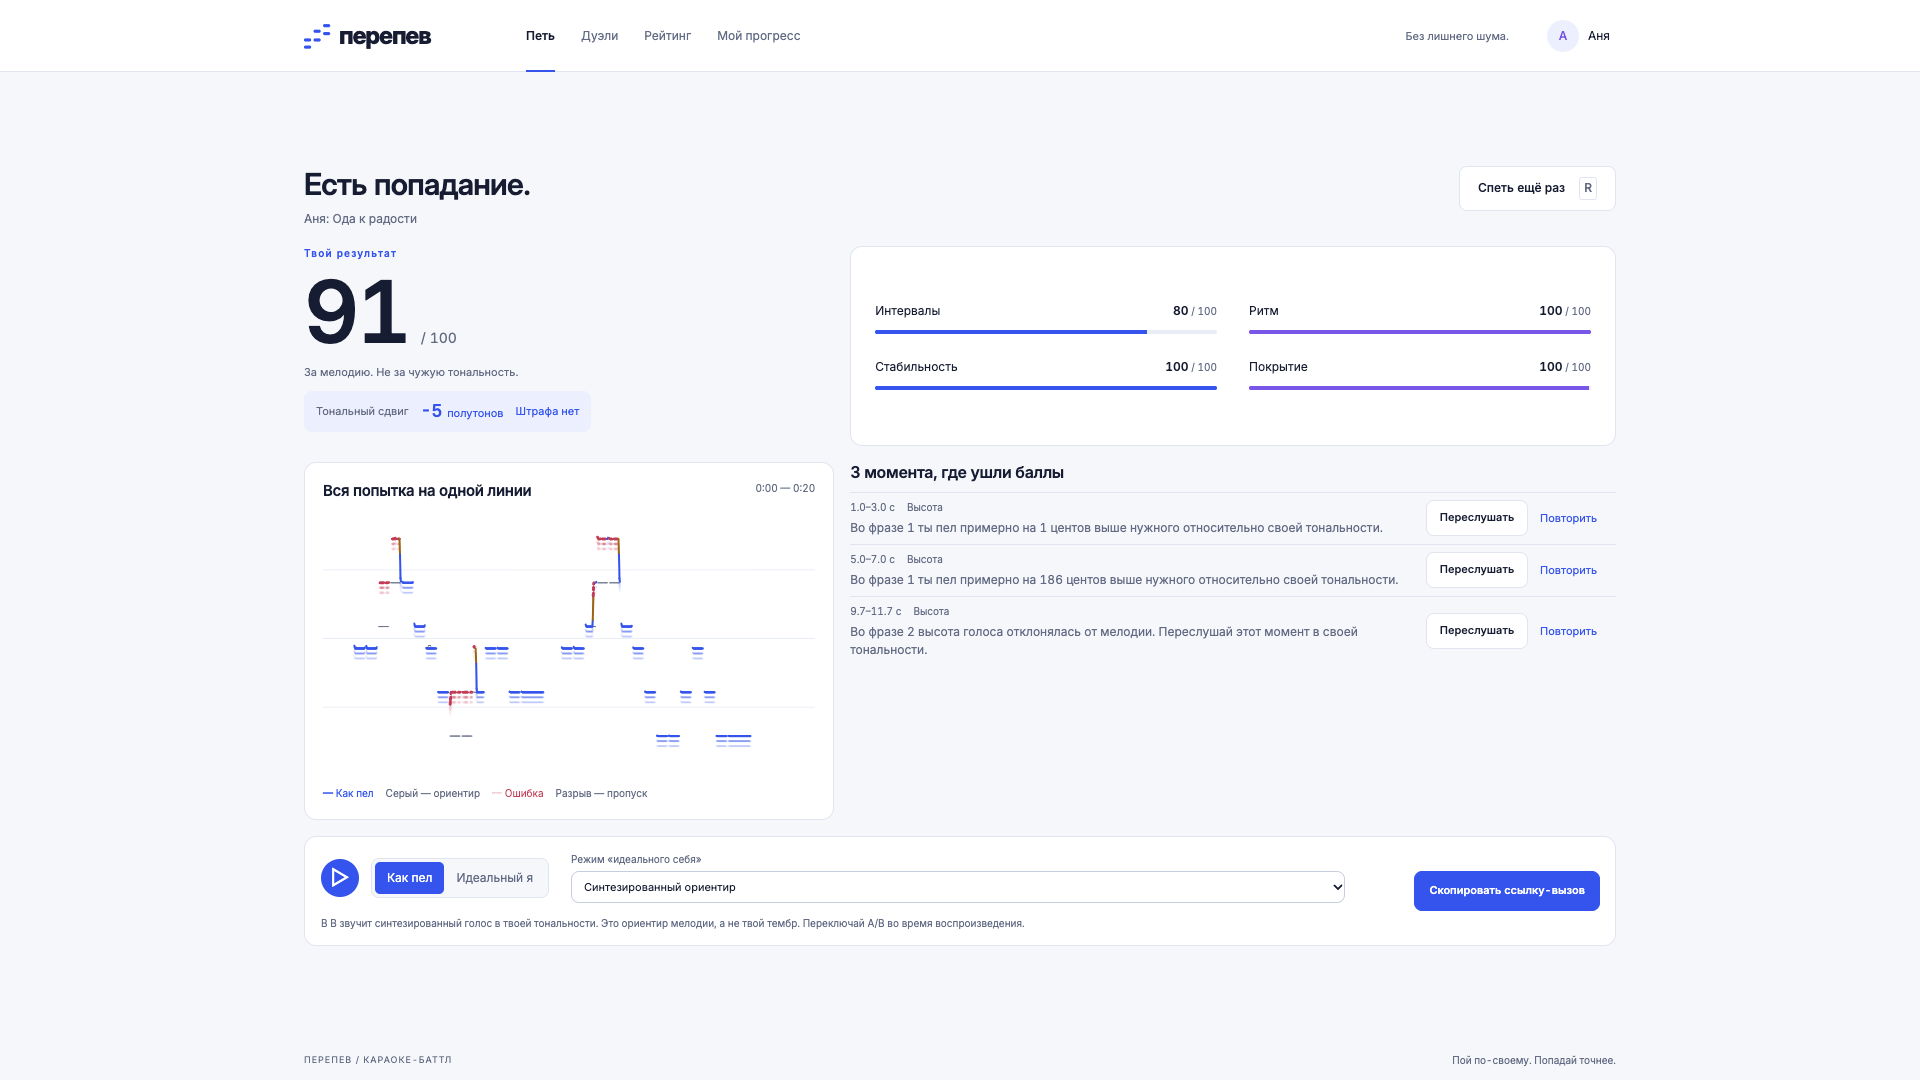 перепев
Петь
Дуэли
Рейтинг
Мой прогресс
Без лишнего шума.
А
Аня
Есть попадание.
Аня: Ода к радости
Спеть ещё раз R
Твой результат
91 / 100
За мелодию. Не за чужую тональность.
Тональный сдвиг -5 полутонов Штрафа нет
Интервалы 80 / 100
Ритм 100 / 100
Стабильность 100 / 100
Покрытие 100 / 100
Вся попытка на одной линии
0:00 — 0:20
— Как пел Серый — ориентир — Ошибка Разрыв — пропуск
3 момента, где ушли баллы
1.0–3.0 с Высота
Во фразе 1 ты пел примерно на 1 центов выше нужного относительно своей тональности.
Переслушать
Повторить
5.0–7.0 с Высота
Во фразе 1 ты пел примерно на 186 центов выше нужного относительно своей тональности.
Переслушать
Повторить
9.7–11.7 с Высота
Во фразе 2 высота голоса отклонялась от мелодии. Переслушай этот момент в своей
тональности.
Переслушать
Повторить
Как пел
Идеальный я
Режим «идеального себя»
Синтезированный ориентир
Скопировать ссылку-вызов
В B звучит синтезированный голос в твоей тональности. Это ориентир мелодии, а не твой тембр. Переключай A/B во время воспроизведения.
ПЕРЕПЕВ / КАРАОКЕ-БАТТЛ
Пой по-своему. Попадай точнее.